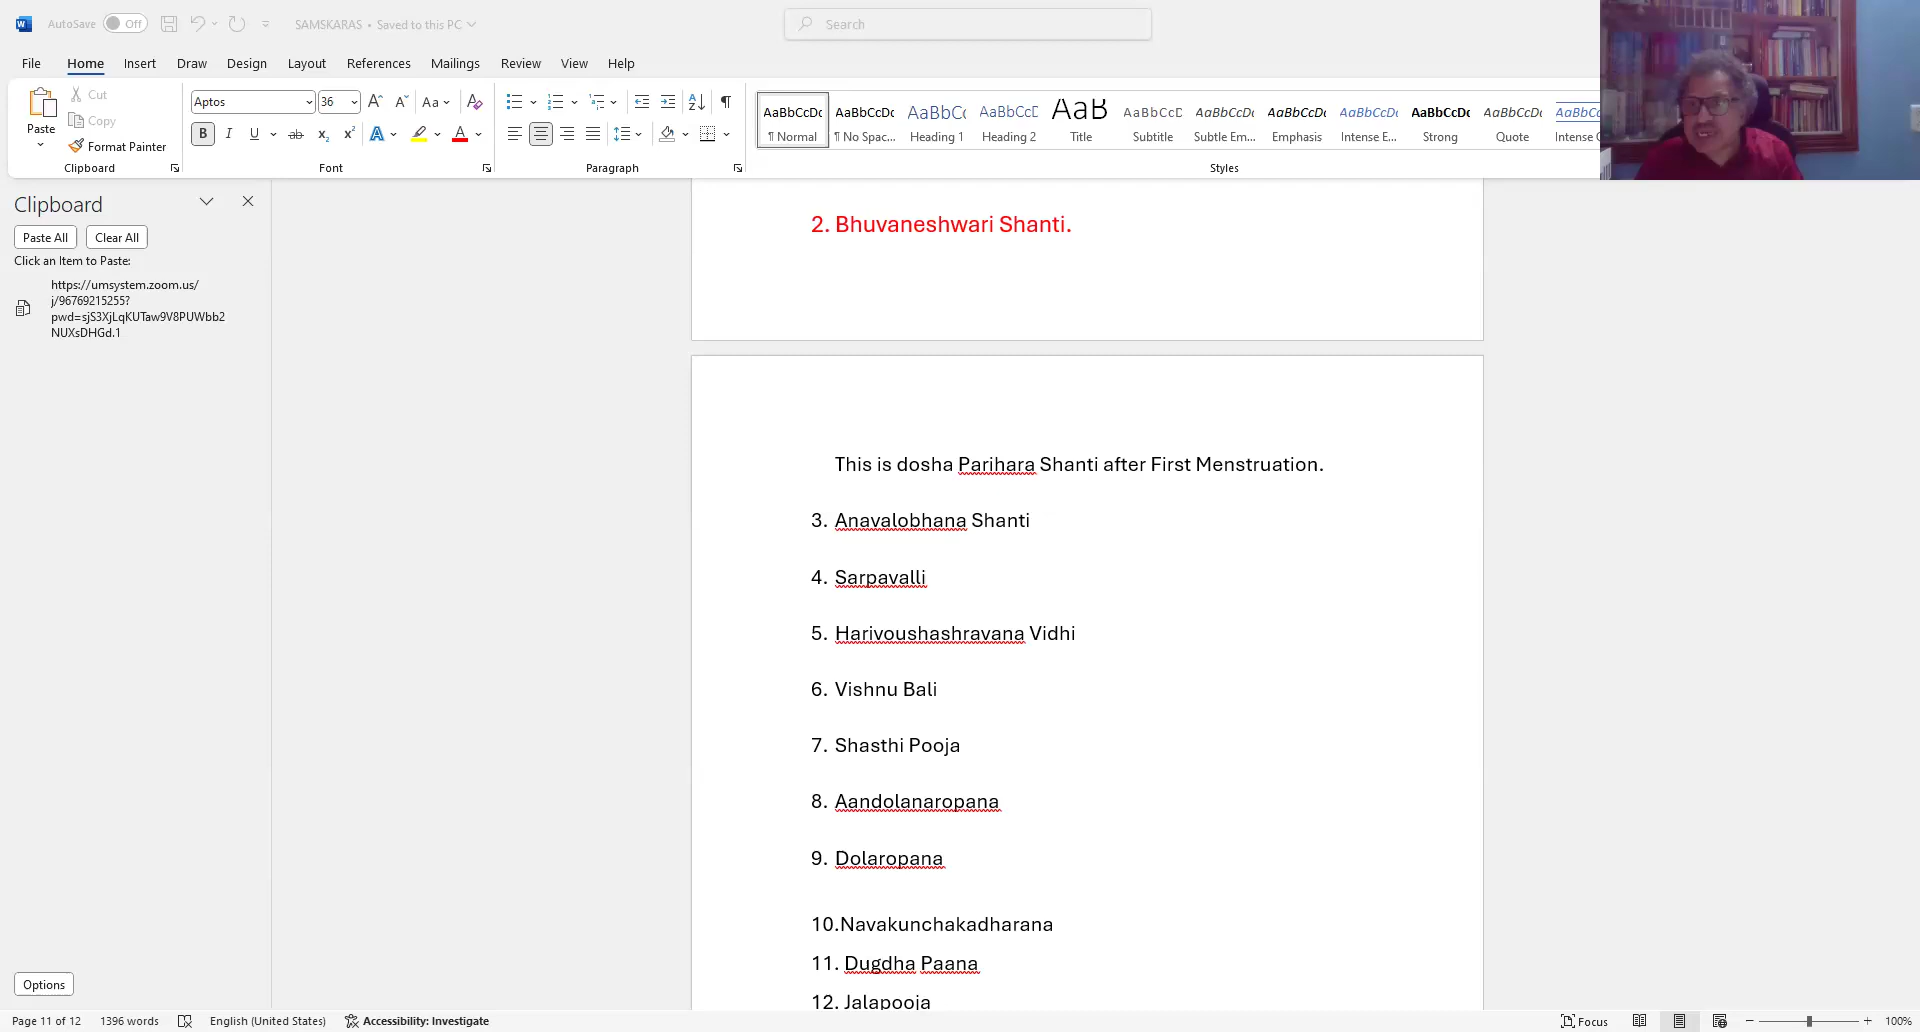 AutoSave Off SAMSKARAS • Saved to this PC Search
File Home Insert Draw Design Layout References Mailings Review View Help
Paste Cut Copy Format Painter
Aptos 36 Aa
B I U ab x₂ x² A A
AaBbCcDc AaBbCcDc AaBbCc AaBbCcD AaB AaBbCcD AaBbCcDc AaBbCcDc AaBbCcDc AaBbCcDc AaBbCcDc AaBbCc
¶ Normal ¶ No Spac... Heading 1 Heading 2 Title Subtitle Subtle Em... Emphasis Intense E... Strong Quote Intense
Clipboard Font Paragraph Styles
Clipboard
Paste All Clear All
Click an Item to Paste:
https://umsystem.zoom.us/
j/96769215255?
pwd=sjS3XjLqKUTaw9V8PUWbb2
NUXsDHGd.1
2. Bhuvaneshwari Shanti.
This is dosha Parihara Shanti after First Menstruation.
3. Anavalobhana Shanti
4. Sarpavalli
5. Harivoushashravana Vidhi
6. Vishnu Bali
7. Shasthi Pooja
8. Aandolanaropana
9. Dolaropana
10.Navakunchakadharana
11. Dugdha Paana
12. Jalapooja
Options
Page 11 of 12 1396 words English (United States) Accessibility: Investigate Focus 100%